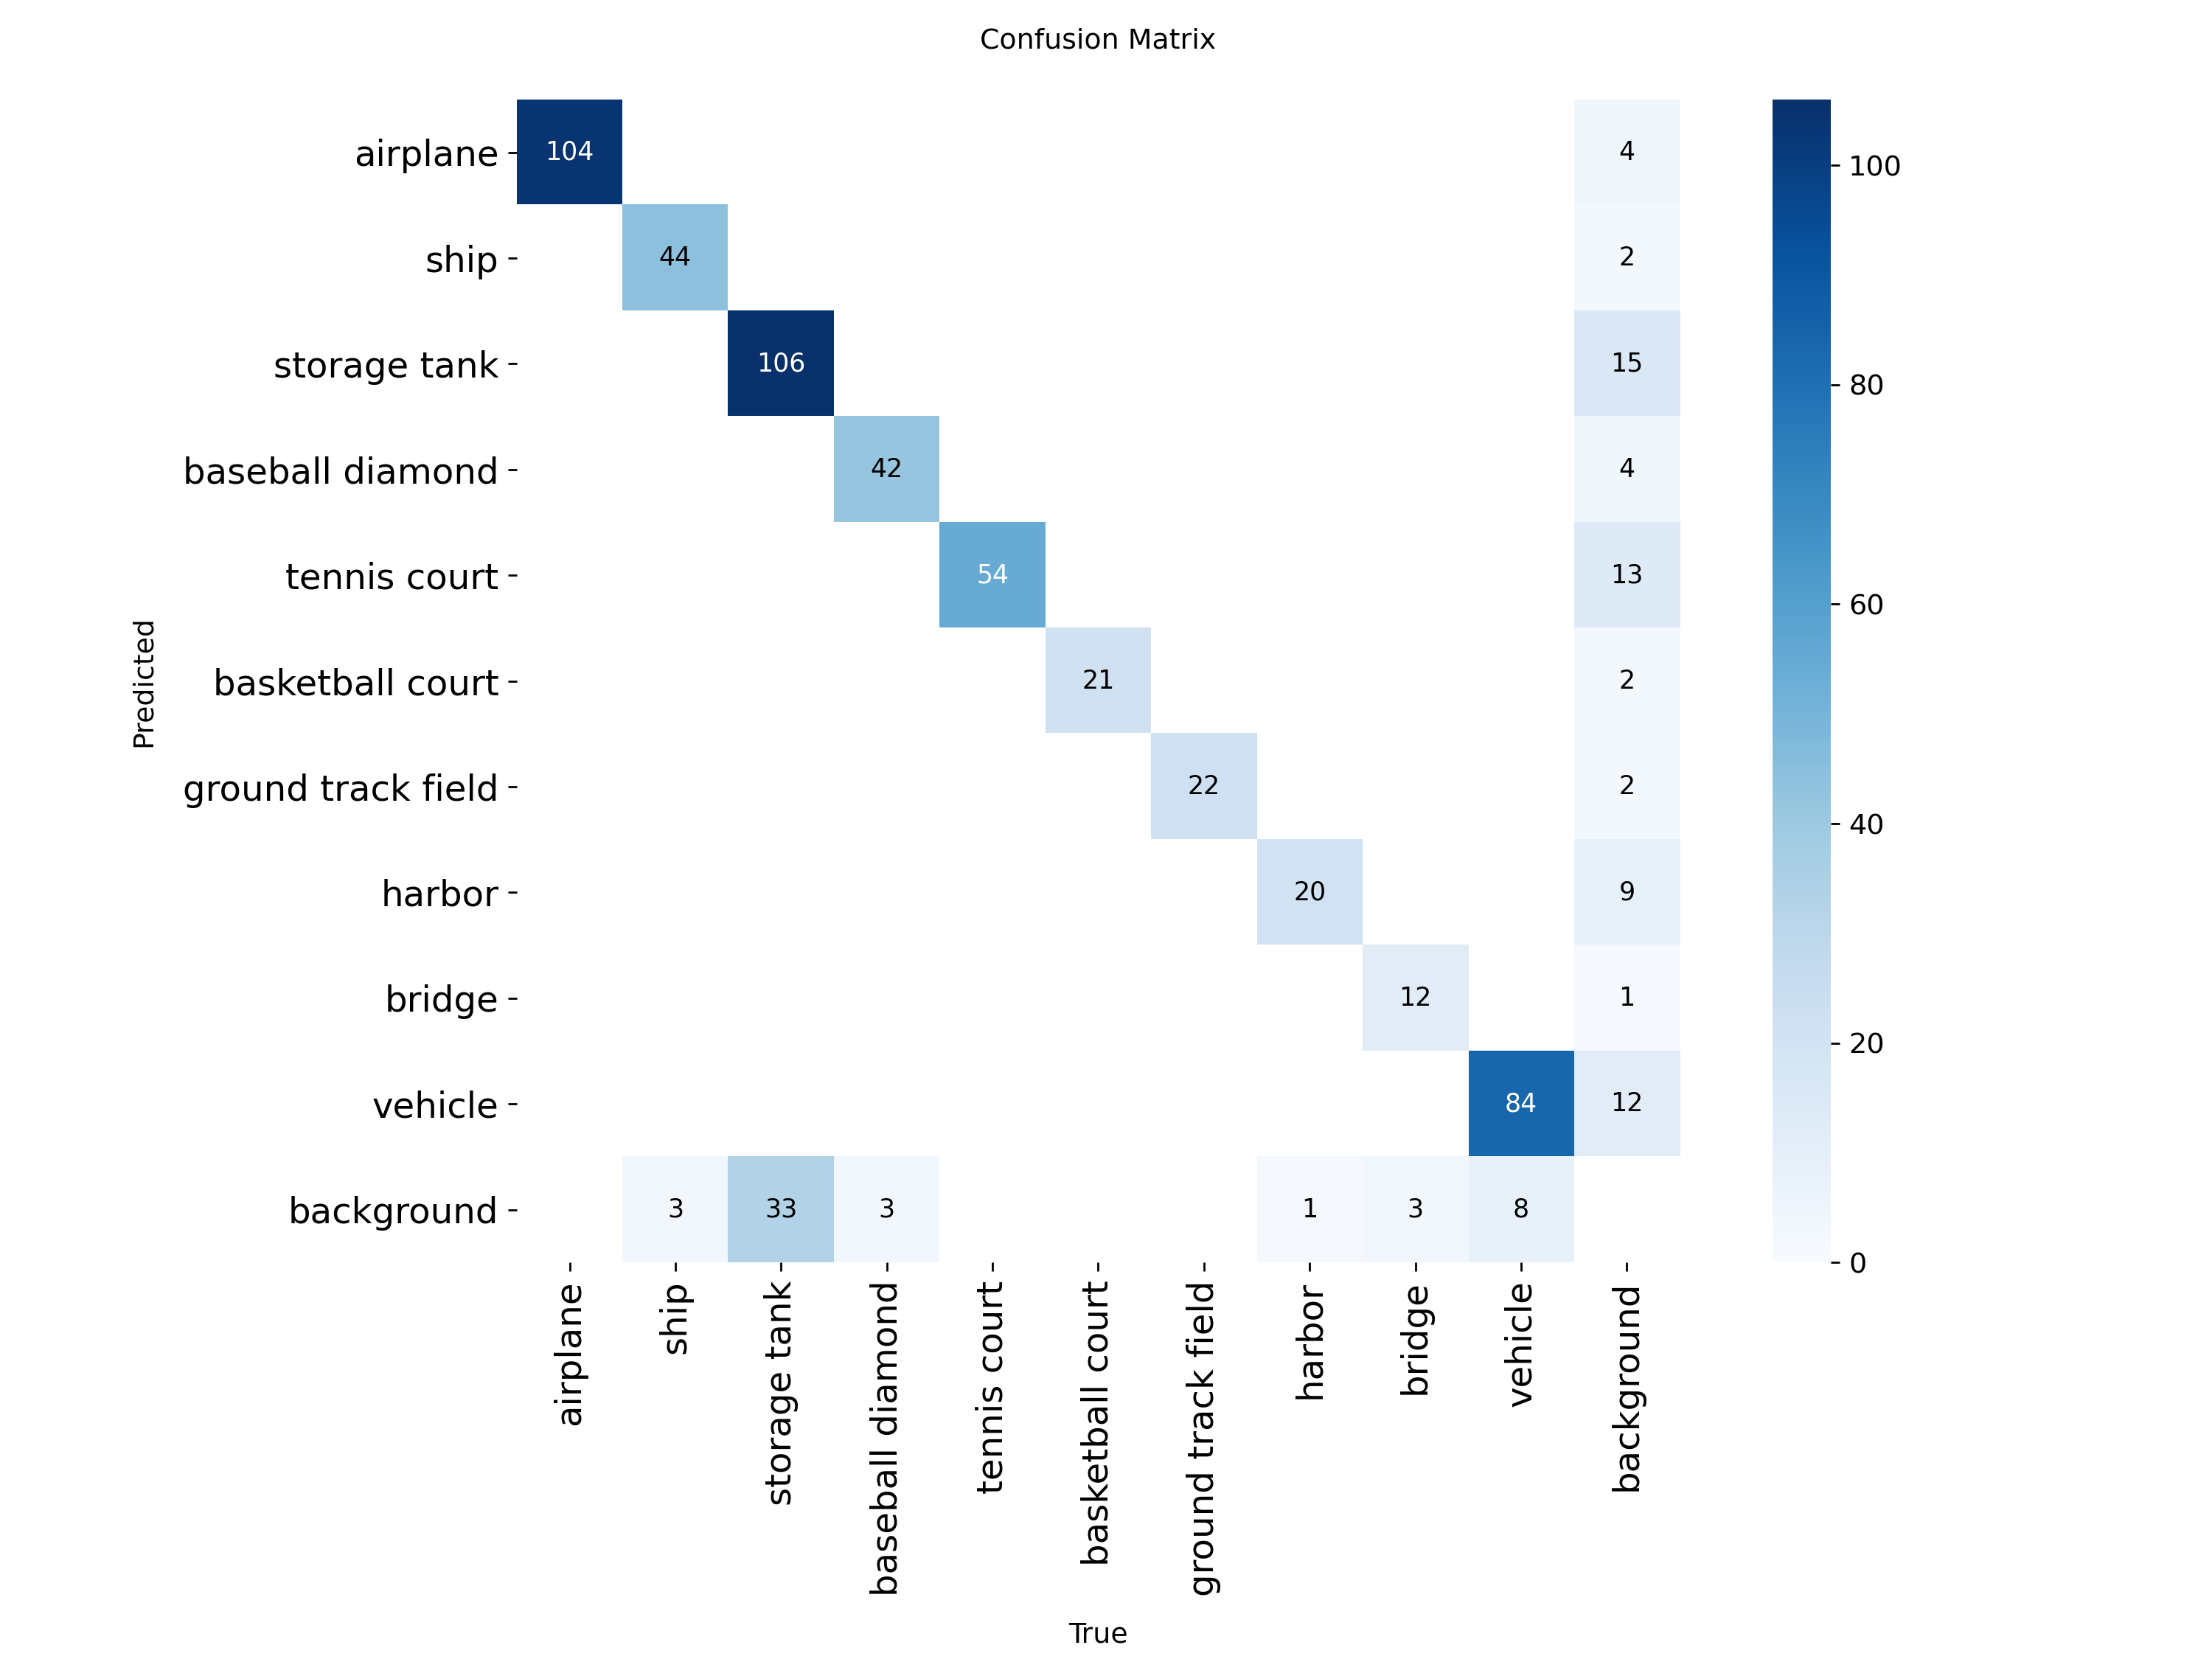 Confusion Matrix
airplane 104 4
ship 44 2
storage tank 106 15
baseball diamond 42 4
tennis court 54 13
basketball court 21 2
ground track field 22 2
harbor 20 9
bridge 12 1
vehicle 84 12
background 3 33 3 1 3 8
Predicted
airplane
ship
storage tank
baseball diamond
tennis court
basketball court
ground track field
harbor
bridge
vehicle
background
True
100
80
60
40
20
0